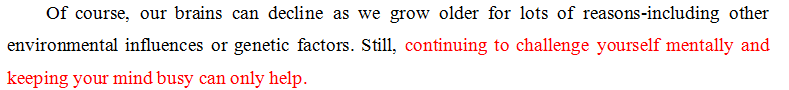 Of course, our brains can decline as we grow older for lots of reasons-including other
environmental influences or genetic factors. Still, continuing to challenge yourself mentally and
keeping your mind busy can only help.